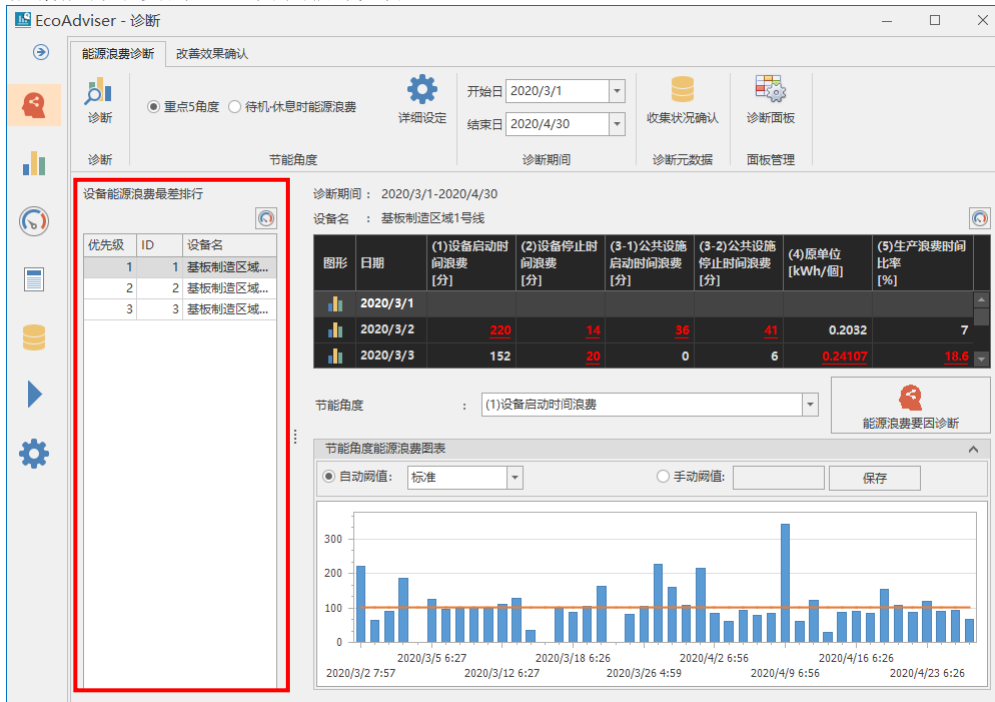 EcoAdviser - 诊断
能源浪费诊断 改善效果确认
诊断
重点5角度 待机·休息时能源浪费
详细设定
开始日 2020/3/1
结束日 2020/4/30
收集状况确认
诊断面板
诊断 节能角度 诊断期间 诊断元数据 面板管理
设备能源浪费最差排行
优先级 ID 设备名
1 1 基板制造区域...
2 2 基板制造区域...
3 3 基板制造区域...
诊断期间 : 2020/3/1-2020/4/30
设备名 : 基板制造区域1号线
图形 日期 (1)设备启动时间浪费 [分] (2)设备停止时间浪费 [分] (3-1)公共设施启动时间浪费 [分] (3-2)公共设施停止时间浪费 [分] (4)原单位 [kWh/個] (5)生产浪费时间比率 [%]
2020/3/1
2020/3/2 220 14 36 41 0.2032 7
2020/3/3 152 20 0 6 0.24107 18.6
节能角度 : (1)设备启动时间浪费
能源浪费要因诊断
节能角度能源浪费图表
自动阈值: 标准 手动阈值: 保存
300
200
100
0
2020/3/5 6:27 2020/3/18 6:26 2020/4/2 6:56 2020/4/16 6:26
2020/3/2 7:57 2020/3/12 6:27 2020/3/26 4:59 2020/4/9 6:56 2020/4/23 6:26